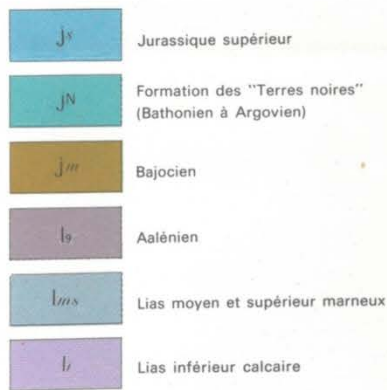 js Jurassique supérieur
jN Formation des "Terres noires"
(Bathonien à Argovien)
jm Bajocien
l9 Aalénien
lms Lias moyen et supérieur marneux
li Lias inférieur calcaire